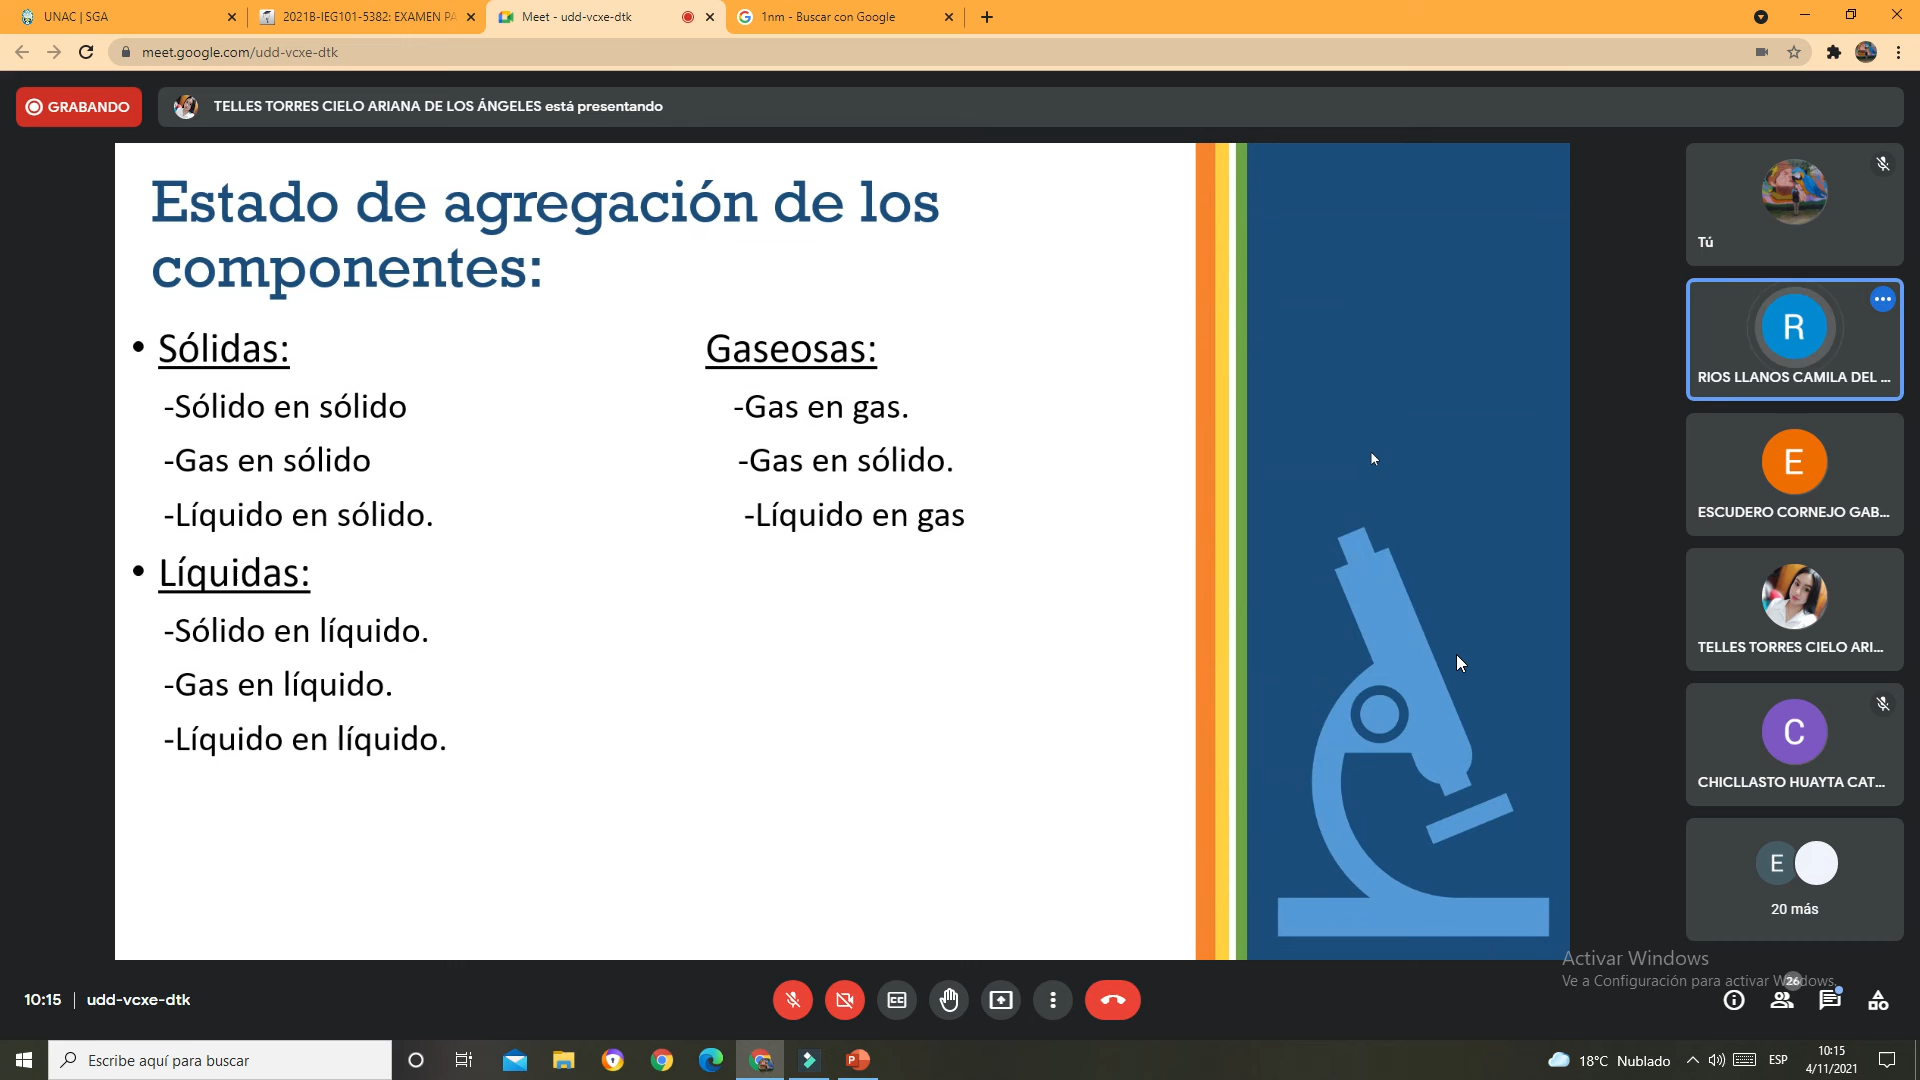 UNAC | SGA
2021B-IEG101-5382: EXAMEN PA
Meet - udd-vcxe-dtk
1nm - Buscar con Google
meet.google.com/udd-vcxe-dtk
GRABANDO
TELLES TORRES CIELO ARIANA DE LOS ÁNGELES está presentando
Estado de agregación de los
componentes:
• Sólidas:
-Sólido en sólido
-Gas en sólido
-Líquido en sólido.
• Líquidas:
-Sólido en líquido.
-Gas en líquido.
-Líquido en líquido.
Gaseosas:
-Gas en gas.
-Gas en sólido.
-Líquido en gas
Tú
R
RIOS LLANOS CAMILA DEL ...
E
ESCUDERO CORNEJO GAB...
TELLES TORRES CIELO ARI...
C
CHICLLASTO HUAYTA CAT...
E
20 más
Activar Windows
Ve a Configuración para activar Windows.
26
10:15 | udd-vcxe-dtk
Escribe aquí para buscar
18°C Nublado
ESP
10:15
4/11/2021